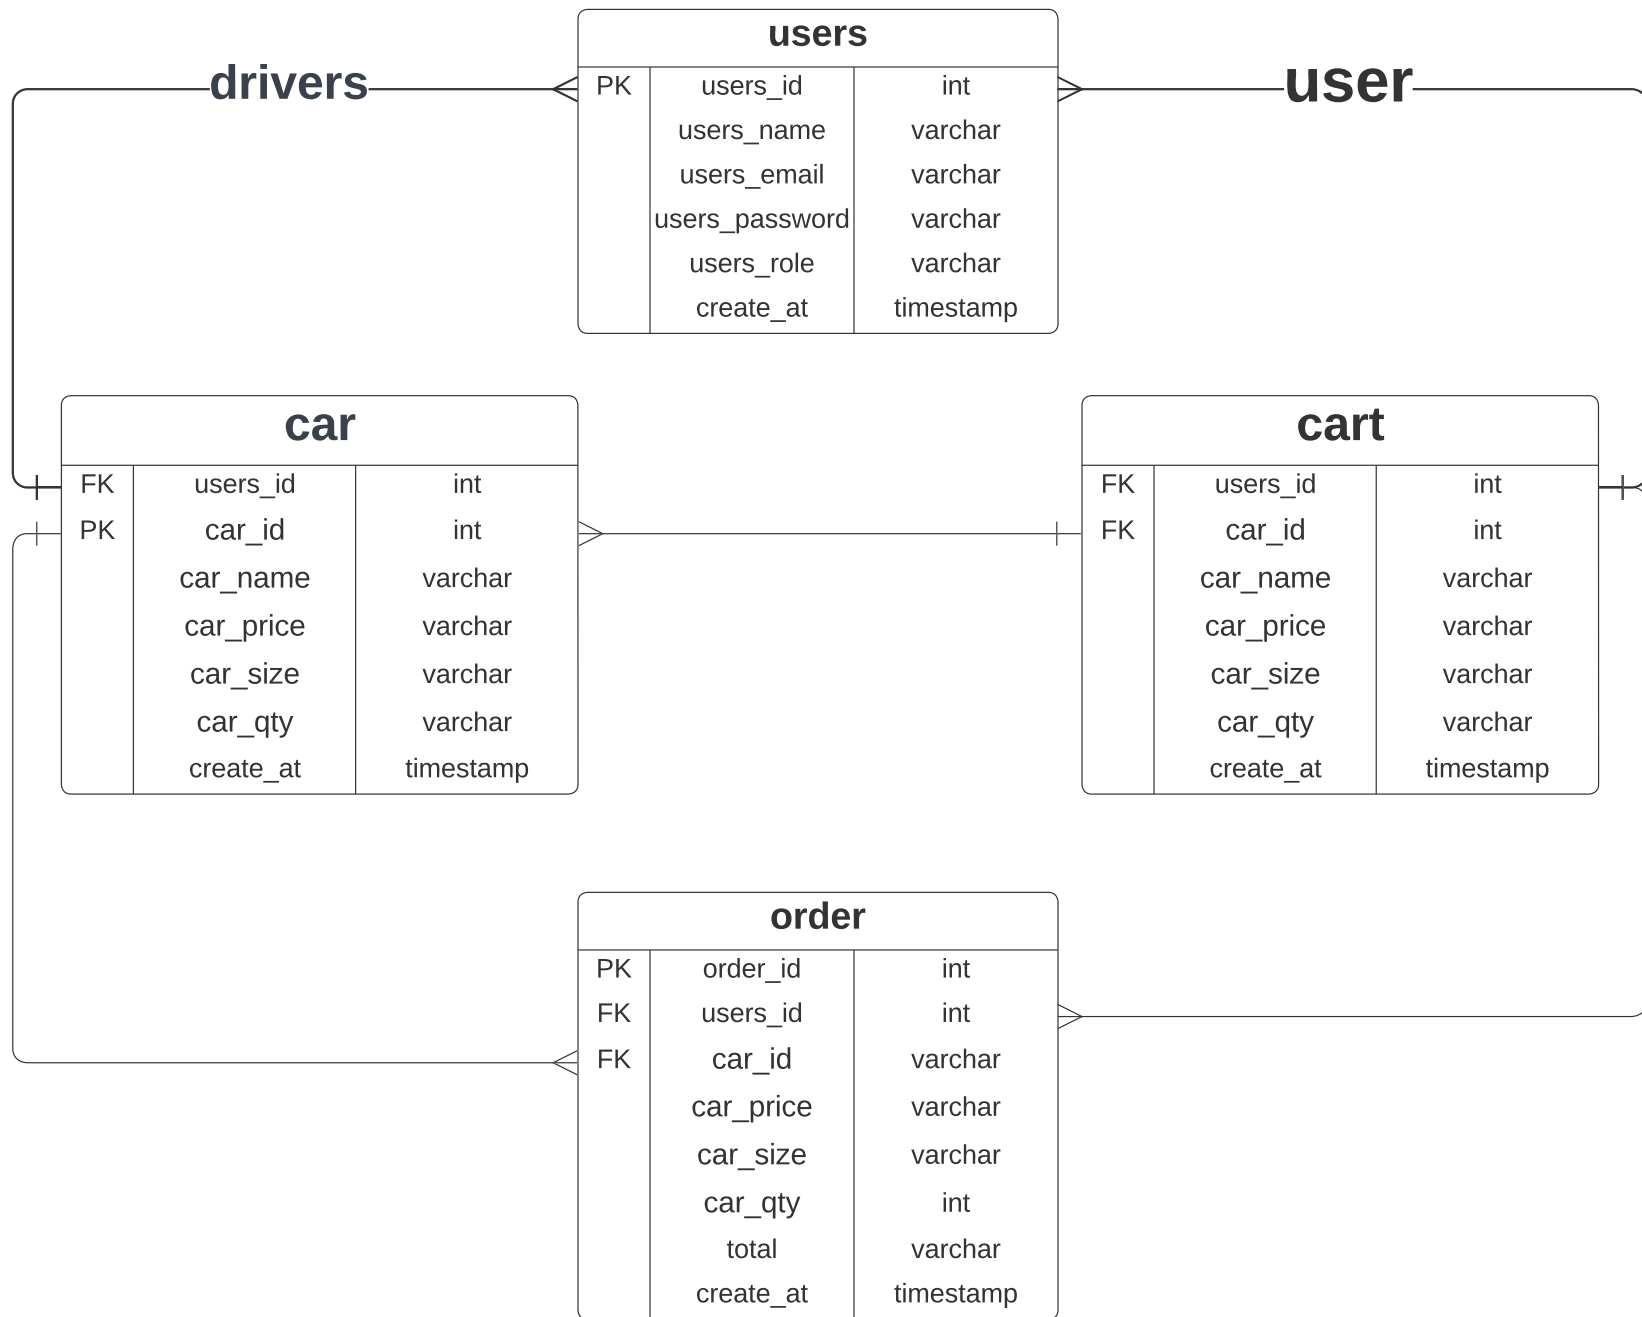 users
drivers
user
PK users_id int
users_name varchar
users_email varchar
users_password varchar
users_role varchar
create_at timestamp
car
FK users_id int
PK car_id int
car_name varchar
car_price varchar
car_size varchar
car_qty varchar
create_at timestamp
cart
FK users_id int
FK car_id int
car_name varchar
car_price varchar
car_size varchar
car_qty varchar
create_at timestamp
order
PK order_id int
FK users_id int
FK car_id varchar
car_price varchar
car_size varchar
car_qty int
total varchar
create_at timestamp